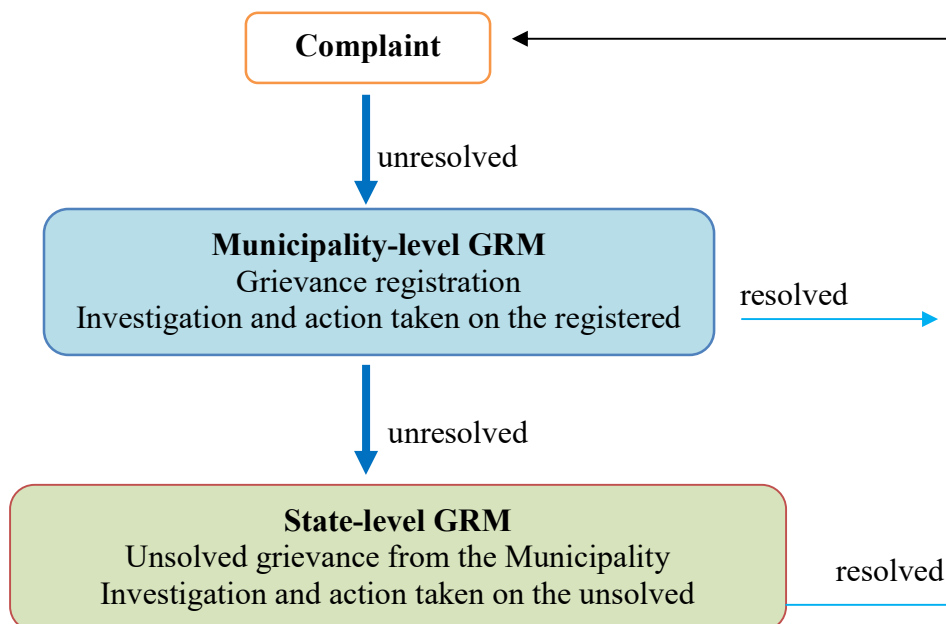 Complaint
unresolved
Municipality-level GRM
Grievance registration
Investigation and action taken on the registered
resolved
unresolved
State-level GRM
Unsolved grievance from the Municipality
Investigation and action taken on the unsolved
resolved